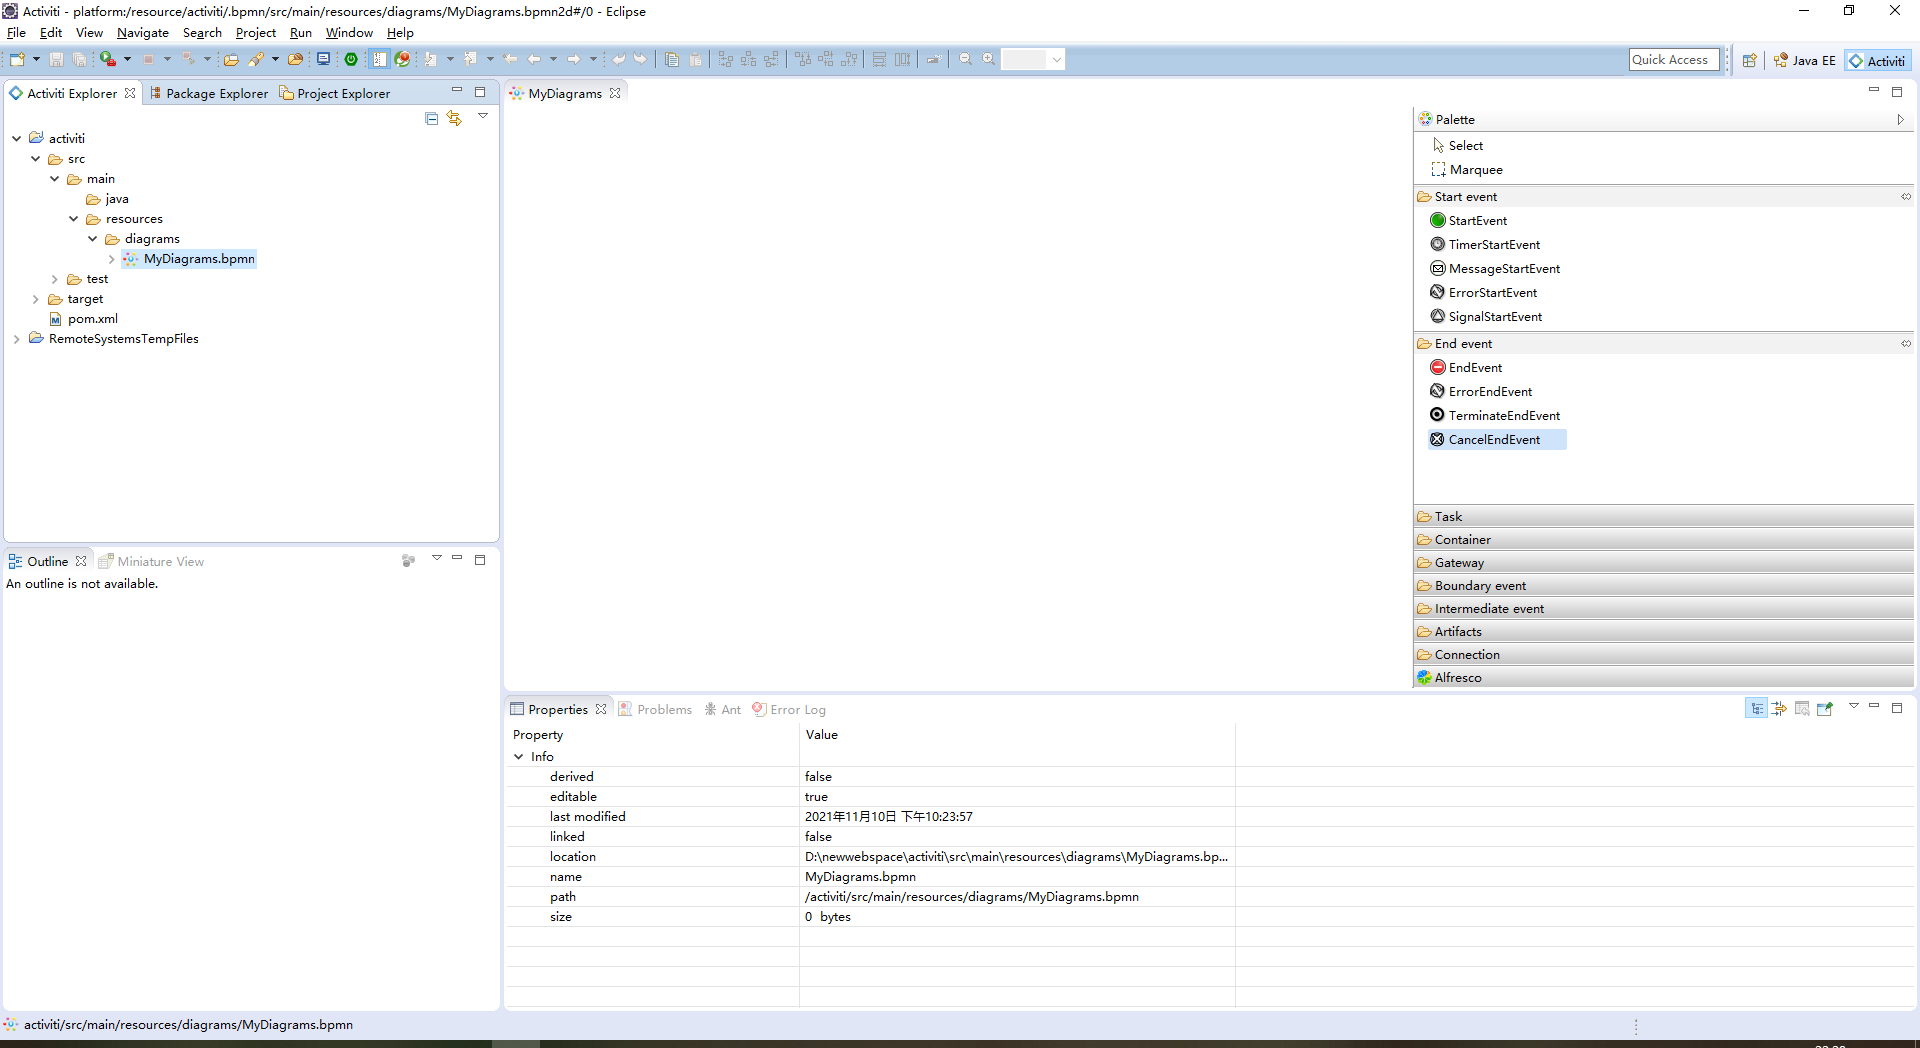 Activiti - platform:/resource/activiti/.bpmn/src/main/resources/diagrams/MyDiagrams.bpmn2d#/0 - Eclipse
File Edit View Navigate Search Project Run Window Help
Quick Access
Java EE
Activiti
Activiti Explorer
Package Explorer
Project Explorer
activiti
src
main
java
resources
diagrams
MyDiagrams.bpmn
test
target
pom.xml
RemoteSystemsTempFiles
Outline
Miniature View
An outline is not available.
MyDiagrams
Palette
Select
Marquee
Start event
StartEvent
TimerStartEvent
MessageStartEvent
ErrorStartEvent
SignalStartEvent
End event
EndEvent
ErrorEndEvent
TerminateEndEvent
CancelEndEvent
Task
Container
Gateway
Boundary event
Intermediate event
Artifacts
Connection
Alfresco
Properties
Problems
Ant
Error Log
Property Value
Info
derived false
editable true
last modified 2021年11月10日 下午10:23:57
linked false
location D:\newwebspace\activiti\src\main\resources\diagrams\MyDiagrams.bp...
name MyDiagrams.bpmn
path /activiti/src/main/resources/diagrams/MyDiagrams.bpmn
size 0 bytes
activiti/src/main/resources/diagrams/MyDiagrams.bpmn